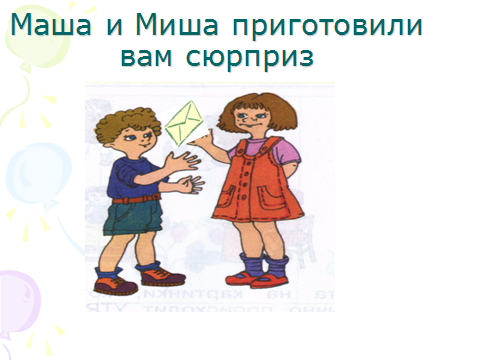 Маша и Миша приготовили
вам сюрприз